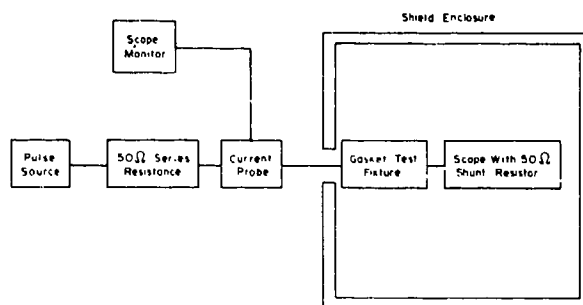 Shield Enclosure
Scope
Monitor
Pulse
Source
50Ω Series
Resistance
Current
Probe
Gasket Test
Fixture
Scope With 50Ω
Shunt Resistor